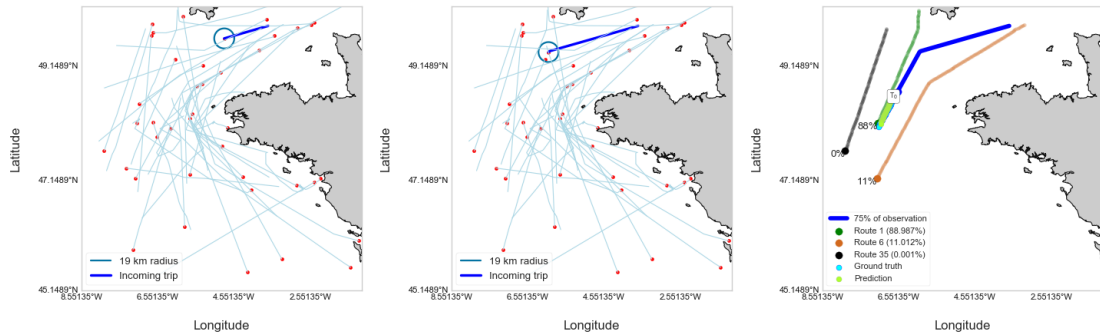 Latitude
49.1489°N
47.1489°N
45.1489°N
8.55135°W
6.55135°W
4.55135°W
2.55135°W
Longitude
19 km radius
Incoming trip
Latitude
49.1489°N
47.1489°N
45.1489°N
8.55135°W
6.55135°W
4.55135°W
2.55135°W
Longitude
19 km radius
Incoming trip
Latitude
49.1489°N
47.1489°N
45.1489°N
8.55135°W
6.55135°W
4.55135°W
2.55135°W
Longitude
T₀
88%
0%
11%
75% of observation
Route 1 (88.987%)
Route 6 (11.012%)
Route 35 (0.001%)
Ground truth
Prediction